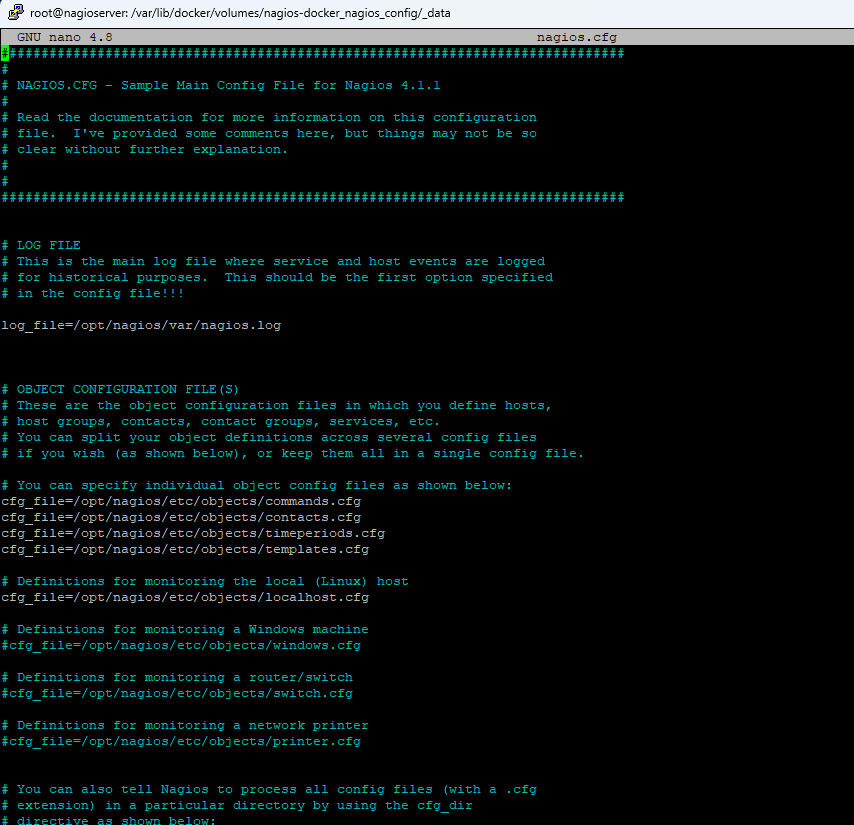 root@nagioserver: /var/lib/docker/volumes/nagios-docker_nagios_config/_data
GNU nano 4.8 nagios.cfg
##############################################################################
#
# NAGIOS.CFG - Sample Main Config File for Nagios 4.1.1
#
# Read the documentation for more information on this configuration
# file.  I've provided some comments here, but things may not be so
# clear without further explanation.
#
#
##############################################################################
# LOG FILE
# This is the main log file where service and host events are logged
# for historical purposes.  This should be the first option specified
# in the config file!!!
log_file=/opt/nagios/var/nagios.log
# OBJECT CONFIGURATION FILE(S)
# These are the object configuration files in which you define hosts,
# host groups, contacts, contact groups, services, etc.
# You can split your object definitions across several config files
# if you wish (as shown below), or keep them all in a single config file.
# You can specify individual object config files as shown below:
cfg_file=/opt/nagios/etc/objects/commands.cfg
cfg_file=/opt/nagios/etc/objects/contacts.cfg
cfg_file=/opt/nagios/etc/objects/timeperiods.cfg
cfg_file=/opt/nagios/etc/objects/templates.cfg
# Definitions for monitoring the local (Linux) host
cfg_file=/opt/nagios/etc/objects/localhost.cfg
# Definitions for monitoring a Windows machine
#cfg_file=/opt/nagios/etc/objects/windows.cfg
# Definitions for monitoring a router/switch
#cfg_file=/opt/nagios/etc/objects/switch.cfg
# Definitions for monitoring a network printer
#cfg_file=/opt/nagios/etc/objects/printer.cfg
# You can also tell Nagios to process all config files (with a .cfg
# extension) in a particular directory by using the cfg_dir
# directive as shown below: